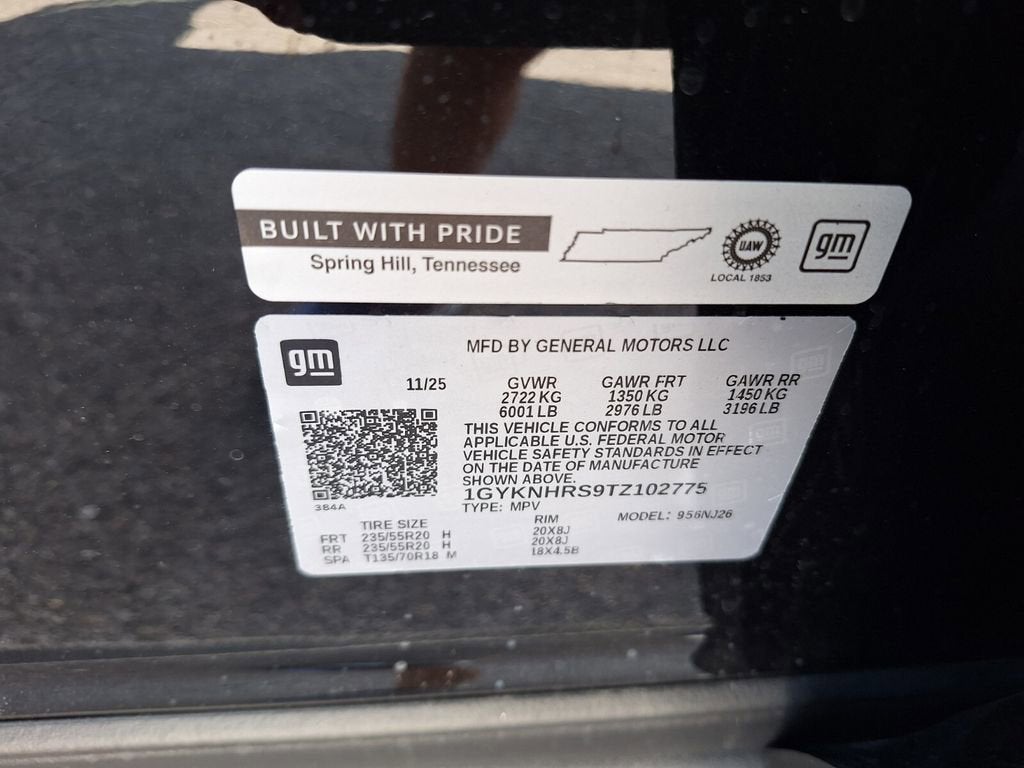 BUILT WITH PRIDE
Spring Hill, Tennessee
UAW
LOCAL 1853
gm
gm
MFD BY GENERAL MOTORS LLC
11/25
GVWR GAWR FRT GAWR RR
2722 KG 1350 KG 1450 KG
6001 LB 2976 LB 3196 LB
THIS VEHICLE CONFORMS TO ALL
APPLICABLE U.S. FEDERAL MOTOR
VEHICLE SAFETY STANDARDS IN EFFECT
ON THE DATE OF MANUFACTURE
SHOWN ABOVE.
1GYKNHRS9TZ102775
TYPE: MPV MODEL: 956NJ26
384A
TIRE SIZE RIM
FRT 235/55R20 H 20X8J
RR 235/55R20 H 20X8J
SPA T135/70R18 M 18X4.5B